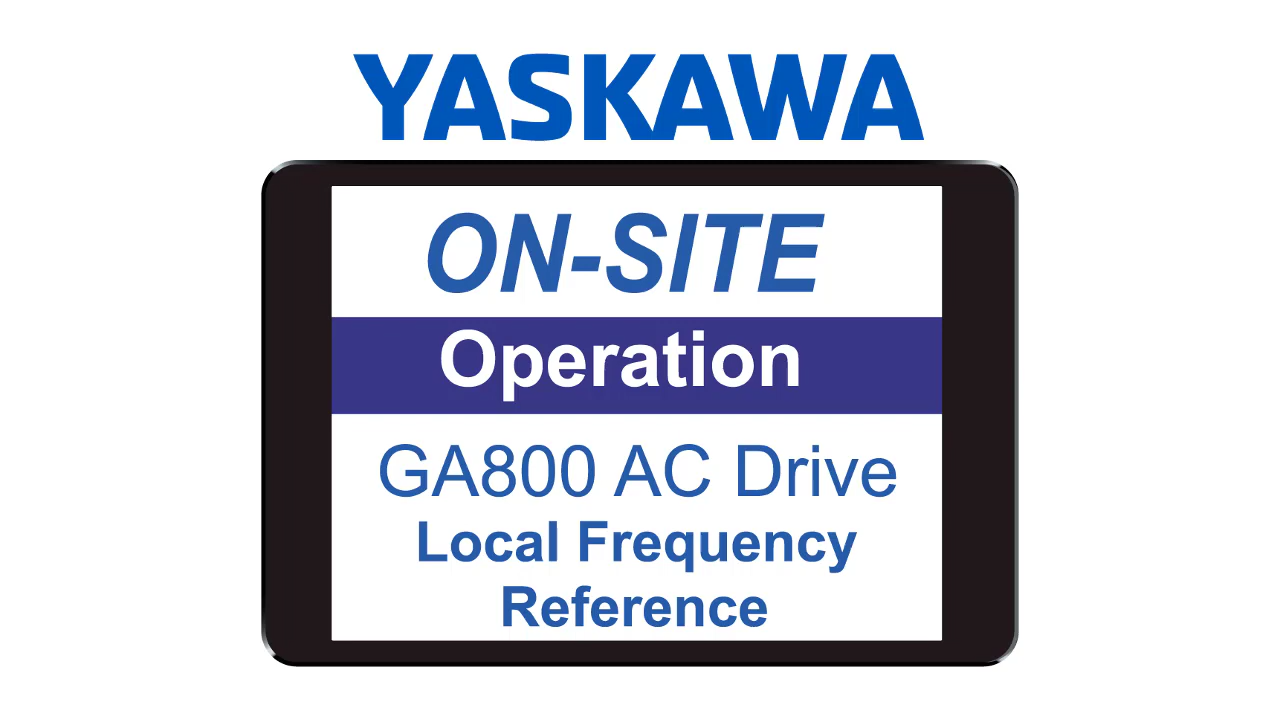 YASKAWA
ON-SITE
Operation
GA800 AC Drive
Local Frequency
Reference